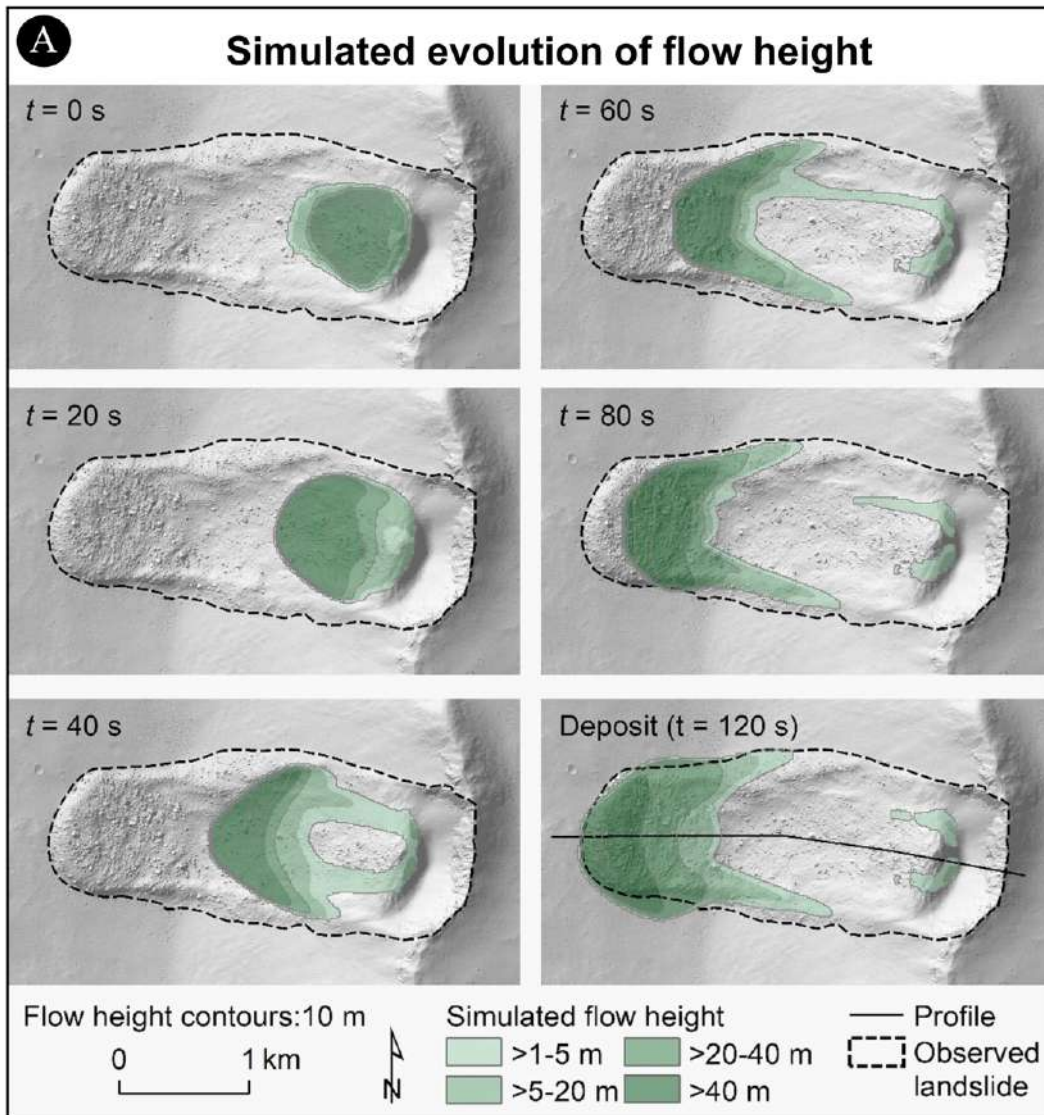 A
Simulated evolution of flow height
t = 0 s
t = 60 s
t = 20 s
t = 80 s
t = 40 s
Deposit (t = 120 s)
Flow height contours:10 m
0 1 km
N
Simulated flow height
>1-5 m
>20-40 m
>5-20 m
>40 m
Profile
Observed
landslide